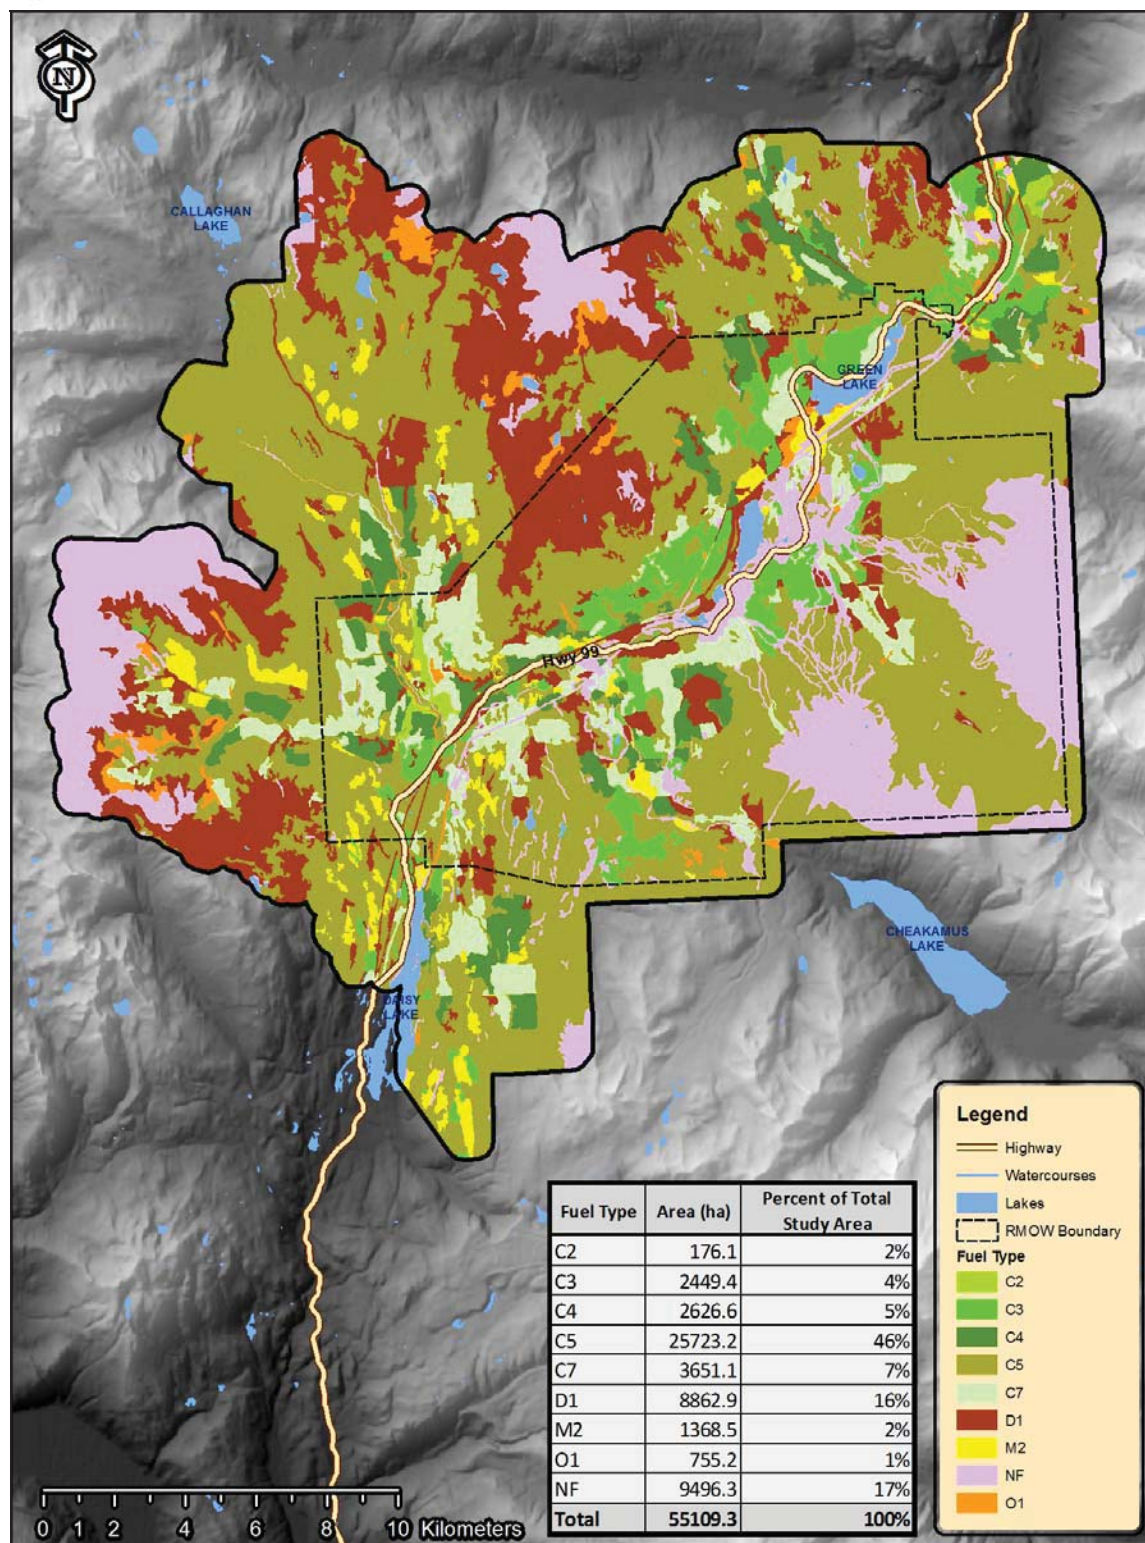 N
CALLAGHAN
LAKE
GREEN
LAKE
Hwy 99
CHEAKAMUS
LAKE
DAISY
LAKE
Legend
Highway
Watercourses
Lakes
RMOW Boundary
Fuel Type
C2
C3
C4
C5
C7
D1
M2
NF
O1
Fuel Type Area (ha) Percent of Total
Study Area
C2 176.1 2%
C3 2449.4 4%
C4 2626.6 5%
C5 25723.2 46%
C7 3651.1 7%
D1 8862.9 16%
M2 1368.5 2%
O1 755.2 1%
NF 9496.3 17%
Total 55109.3 100%
0 1 2 4 6 8 10 Kilometers